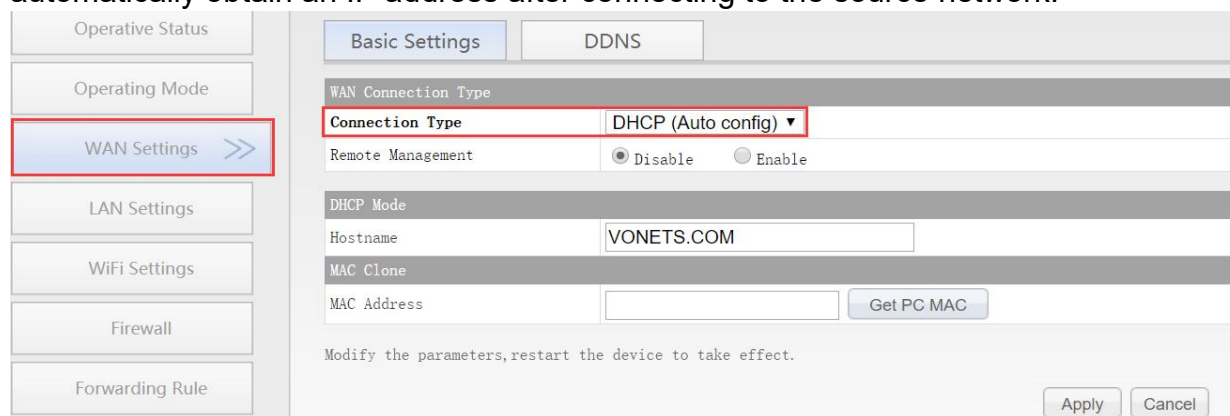 automatically obtain an IP address after connecting to the source network.
Operative Status
Operating Mode
WAN Settings
LAN Settings
WiFi Settings
Firewall
Forwarding Rule
Basic Settings DDNS
WAN Connection Type
Connection Type DHCP (Auto config)
Remote Management Disable Enable
DHCP Mode
Hostname VONETS.COM
MAC Clone
MAC Address Get PC MAC
Modify the parameters,restart the device to take effect.
Apply Cancel